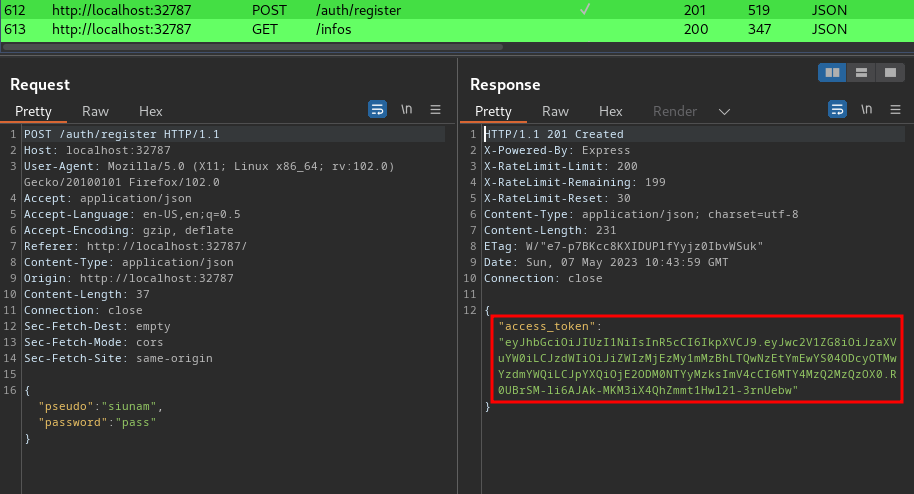 612 http://localhost:32787 POST /auth/register ✓ 201 519 JSON
613 http://localhost:32787 GET /infos 200 347 JSON
Request
Pretty Raw Hex \n
1 POST /auth/register HTTP/1.1
2 Host: localhost:32787
3 User-Agent: Mozilla/5.0 (X11; Linux x86_64; rv:102.0)
Gecko/20100101 Firefox/102.0
4 Accept: application/json
5 Accept-Language: en-US,en;q=0.5
6 Accept-Encoding: gzip, deflate
7 Referer: http://localhost:32787/
8 Content-Type: application/json
9 Origin: http://localhost:32787
10 Content-Length: 37
11 Connection: close
12 Sec-Fetch-Dest: empty
13 Sec-Fetch-Mode: cors
14 Sec-Fetch-Site: same-origin
15
16 {
"pseudo":"siunam",
"password":"pass"
}
Response
Pretty Raw Hex Render \n
1 HTTP/1.1 201 Created
2 X-Powered-By: Express
3 X-RateLimit-Limit: 200
4 X-RateLimit-Remaining: 199
5 X-RateLimit-Reset: 30
6 Content-Type: application/json; charset=utf-8
7 Content-Length: 231
8 ETag: W/"e7-p7BKcc8KXIDUPlfYyjz0IbvWSuk"
9 Date: Sun, 07 May 2023 10:43:59 GMT
10 Connection: close
11
12 {
"access_token":
"eyJhbGciOiJIUzI1NiIsInR5cCI6IkpXVCJ9.eyJwc2V1ZG8iOiJzaXV
uYW0iLCJzdWIiOiJiZWIzMjEzMy1mMzBhLTQwNzEtYmEwYS04ODcyOTMw
YzdmYWQiLCJpYXQiOjE2ODM0NTYyMzksImV4cCI6MTY4MzQ2MzQzOX0.R
0UBrSM-li6AJAk-MKM3iX4QhZmmt1Hwl21-3rnUebw"
}